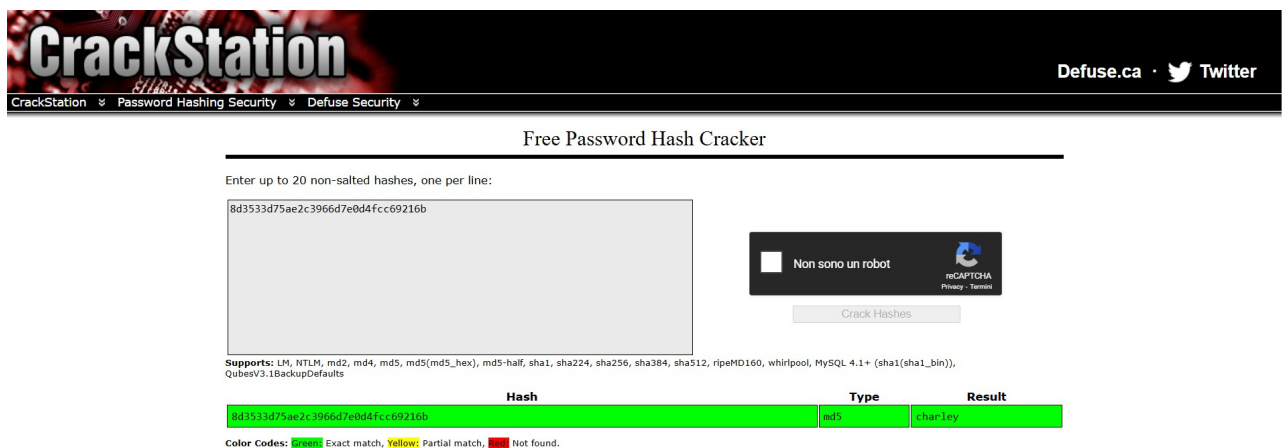 CrackStation
Defuse.ca · Twitter
CrackStation Password Hashing Security Defuse Security
Free Password Hash Cracker
Enter up to 20 non-salted hashes, one per line:
8d3533d75ae2c3966d7e0d4fcc69216b
Non sono un robot
reCAPTCHA
Privacy - Termini
Crack Hashes
Supports: LM, NTLM, md2, md4, md5, md5(md5_hex), md5-half, sha1, sha224, sha256, sha384, sha512, ripeMD160, whirlpool, MySQL 4.1+ (sha1(sha1_bin)),
QubesV3.1BackupDefaults
Hash Type Result
8d3533d75ae2c3966d7e0d4fcc69216b md5 charley
Color Codes: Green: Exact match, Yellow: Partial match, Red: Not found.